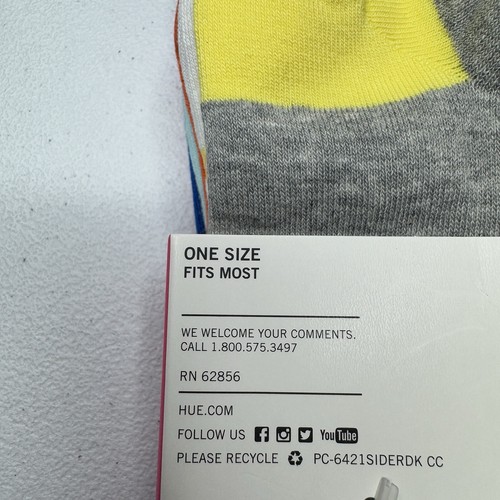 ONE SIZE
FITS MOST
WE WELCOME YOUR COMMENTS.
CALL 1.800.575.3497
RN 62856
HUE.COM
FOLLOW US YouTube
PLEASE RECYCLE PC-6421SIDERDK CC